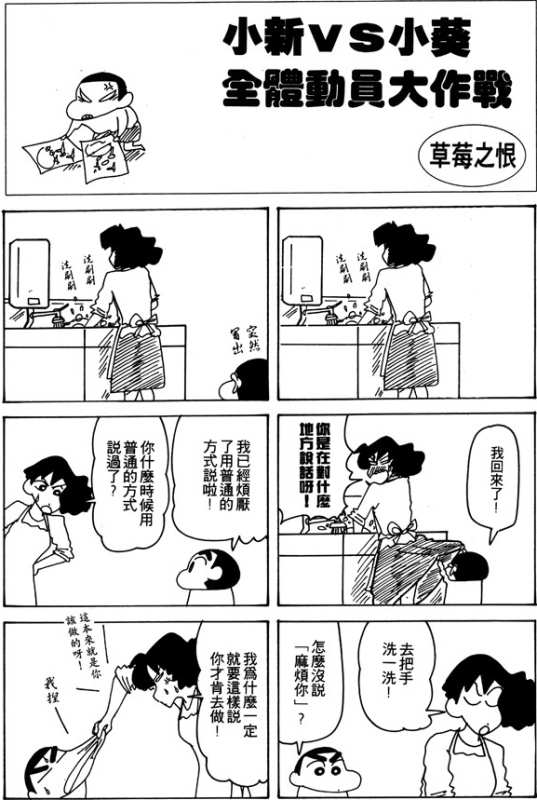 小新VS小葵
全體動員大作戰
草莓之恨
洗刷刷
洗刷刷
洗刷刷
洗刷刷
突然
冒出
我回來了！
你是在對什麼
地方說話呀！
我已經煩厭
了用普通的
方式說啦！
你什麼時候用
普通的方式
說過了？
去把手
洗一洗！
怎麼沒說
「麻煩你」？
我爲什麼一定
就要這樣說
你才肯去做！
這本來就是你
該做的呀！
我捏